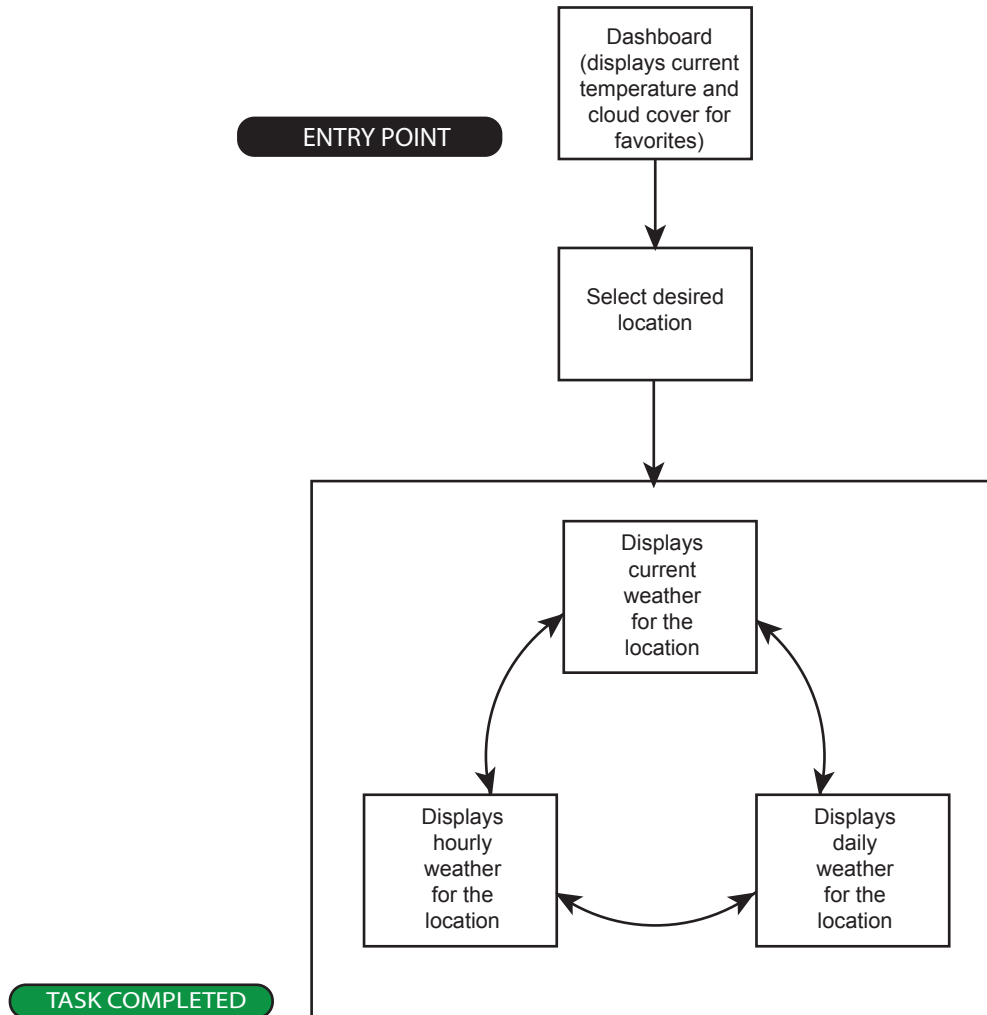 Dashboard
(displays current
temperature and
cloud cover for
favorites)
ENTRY POINT
Select desired
location
Displays
current
weather
for the
location
Displays
hourly
weather
for the
location
Displays
daily
weather
for the
location
TASK COMPLETED